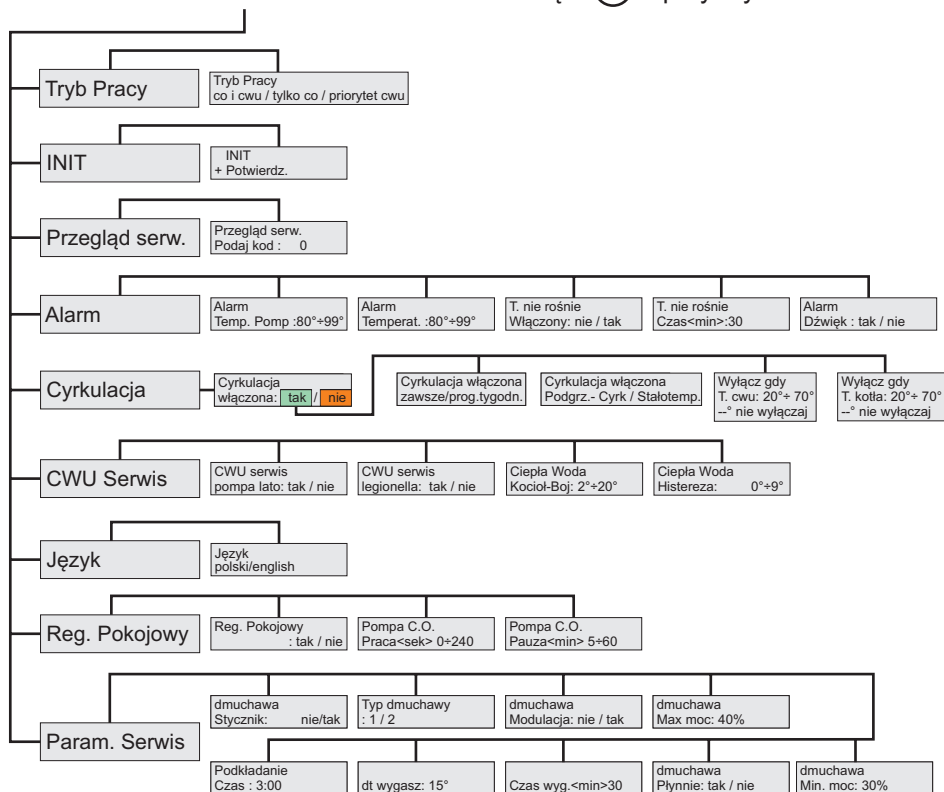 Tryb Pracy
Tryb Pracy
co i cwu / tylko co / priorytet cwu
INIT
INIT
+ Potwierdz.
Przegląd serw.
Przegląd serw.
Podaj kod : 0
Alarm
Alarm
Temp. Pomp :80°÷99°
Alarm
Temperat. :80°÷99°
T. nie rośnie
Włączony: nie / tak
T. nie rośnie
Czas<min>:30
Alarm
Dźwięk : tak / nie
Cyrkulacja
Cyrkulacja
włączona: tak / nie
Cyrkulacja włączona
zawsze/prog.tygodn.
Cyrkulacja włączona
Podgrz.- Cyrk / Stałotemp.
Wyłącz gdy
T. cwu: 20°÷ 70°
--° nie wyłączaj
Wyłącz gdy
T. kotła: 20°÷ 70°
--° nie wyłączaj
CWU Serwis
CWU serwis
pompa lato: tak / nie
CWU serwis
legionella: tak / nie
Ciepła Woda
Kocioł-Boj: 2°÷20°
Ciepła Woda
Histereza: 0°÷9°
Język
Język
polski/english
Reg. Pokojowy
Reg. Pokojowy
: tak / nie
Pompa C.O.
Praca<sek> 0÷240
Pompa C.O.
Pauza<min> 5÷60
Param. Serwis
dmuchawa
Stycznik: nie/tak
Typ dmuchawy
: 1 / 2
dmuchawa
Modulacja: nie / tak
dmuchawa
Max moc: 40%
Podkładanie
Czas : 3:00
dt wygasz: 15°
Czas wyg.<min>30
dmuchawa
Płynnie: tak / nie
dmuchawa
Min. moc: 30%